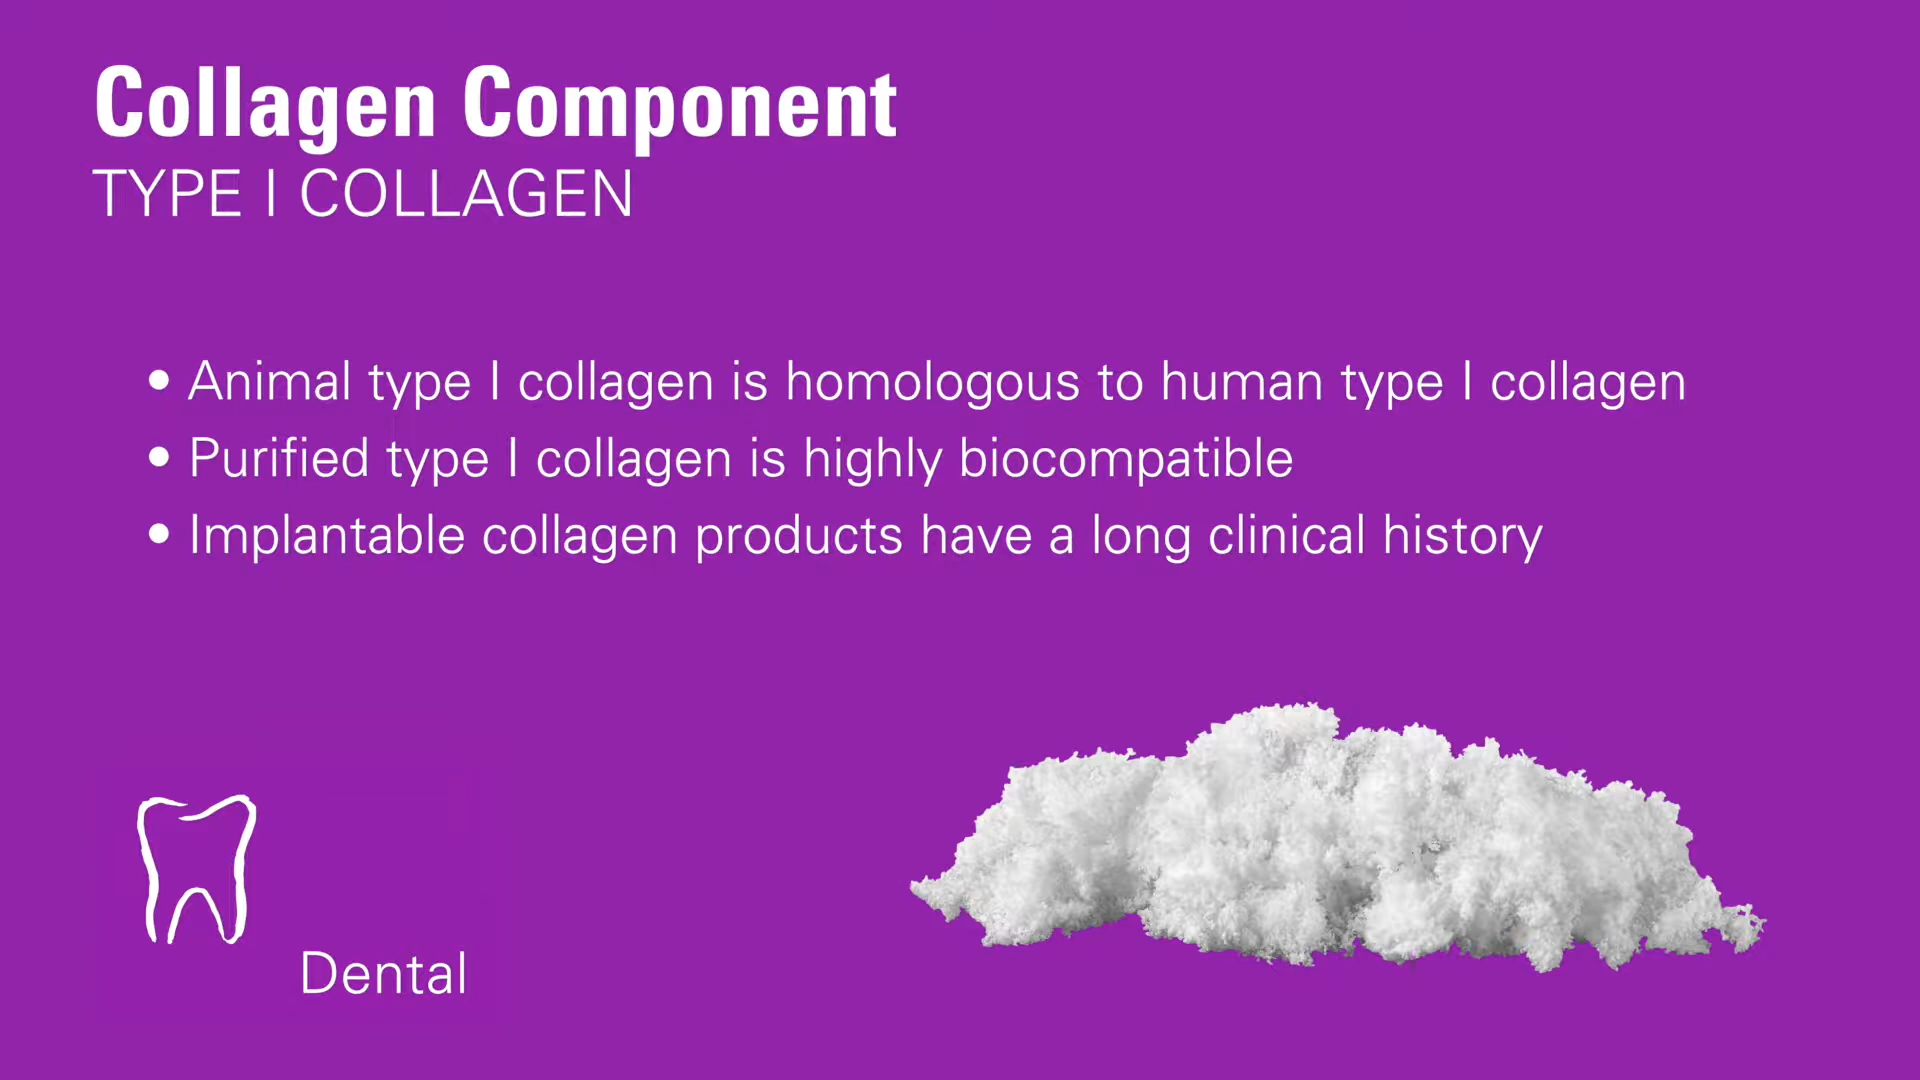 Collagen Component
TYPE I COLLAGEN
• Animal type I collagen is homologous to human type I collagen
• Purified type I collagen is highly biocompatible
• Implantable collagen products have a long clinical history
Dental